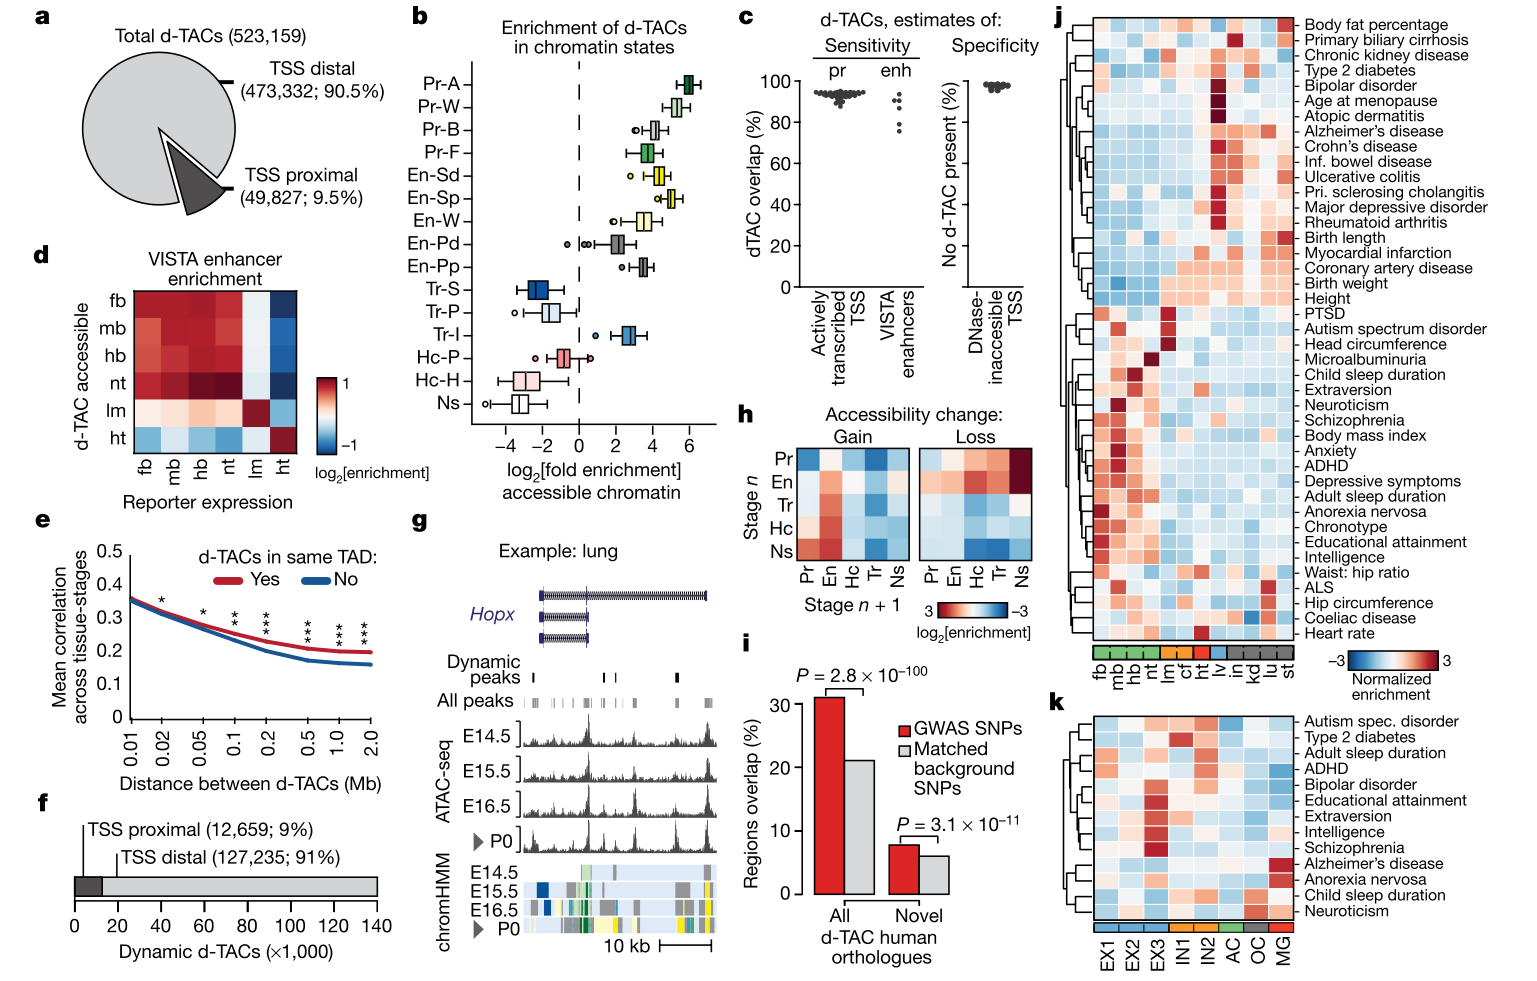 a
Total d-TACs (523,159)
TSS distal
(473,332; 90.5%)
TSS proximal
(49,827; 9.5%)
b
Enrichment of d-TACs
in chromatin states
Pr-A
Pr-W
Pr-B
Pr-F
En-Sd
En-Sp
En-W
En-Pd
En-Pp
Tr-S
Tr-P
Tr-I
Hc-P
Hc-H
Ns
−4 −2 0 2 4 6
log2[fold enrichment]
accessible chromatin
c
d-TACs, estimates of:
Sensitivity
Specificity
pr
enh
dTAC overlap (%)
100
80
60
40
20
0
No d-TAC present (%)
Actively
transcribed
TSS
VISTA
enahncers
DNase-
inaccessible
TSS
d
VISTA enhancer
enrichment
d-TAC accessible
fb
mb
hb
nt
lm
ht
fb mb hb nt lm ht
Reporter expression
1
−1
log2[enrichment]
e
Mean correlation
across tissue-stages
0.5
0.4
0.3
0.2
0.1
0
d-TACs in same TAD:
Yes No
*
*
**
***
***
***
***
0.01 0.02 0.05 0.1 0.2 0.5 1.0 2.0
Distance between d-TACs (Mb)
f
TSS proximal (12,659; 9%)
TSS distal (127,235; 91%)
0 20 40 60 80 100 120 140
Dynamic d-TACs (×1,000)
g
Example: lung
Hopx
Dynamic
peaks
All peaks
ATAC-seq
E14.5
E15.5
E16.5
P0
chromHMM
E14.5
E15.5
E16.5
P0
10 kb
h
Accessibility change:
Gain
Loss
Stage n
Pr
En
Tr
Hc
Ns
Pr En Hc Tr Ns
Pr En Hc Tr Ns
Stage n + 1
3 −3
log2[enrichment]
i
P = 2.8 × 10−100
Regions overlap (%)
30
20
10
0
GWAS SNPs
Matched
background
SNPs
P = 3.1 × 10−11
All
Novel
d-TAC human
orthologues
j
Body fat percentage
Primary biliary cirrhosis
Chronic kidney disease
Type 2 diabetes
Bipolar disorder
Age at menopause
Atopic dermatitis
Alzheimer's disease
Crohn's disease
Inf. bowel disease
Ulcerative colitis
Pri. sclerosing cholangitis
Major depressive disorder
Rheumatoid arthritis
Birth length
Myocardial infarction
Coronary artery disease
Birth weight
Height
PTSD
Autism spectrum disorder
Head circumference
Microalbuminuria
Child sleep duration
Extraversion
Neuroticism
Schizophrenia
Body mass index
Anxiety
ADHD
Depressive symptoms
Adult sleep duration
Anorexia nervosa
Chronotype
Educational attainment
Intelligence
Waist: hip ratio
ALS
Hip circumference
Coeliac disease
Heart rate
fb mb hb nt lm cf ht lv in kd lu st
−3 3
Normalized
enrichment
k
Autism spec. disorder
Type 2 diabetes
Adult sleep duration
ADHD
Bipolar disorder
Educational attainment
Extraversion
Intelligence
Schizophrenia
Alzheimer's disease
Anorexia nervosa
Child sleep duration
Neuroticism
EX1 EX2 EX3 IN1 IN2 AC OC MG